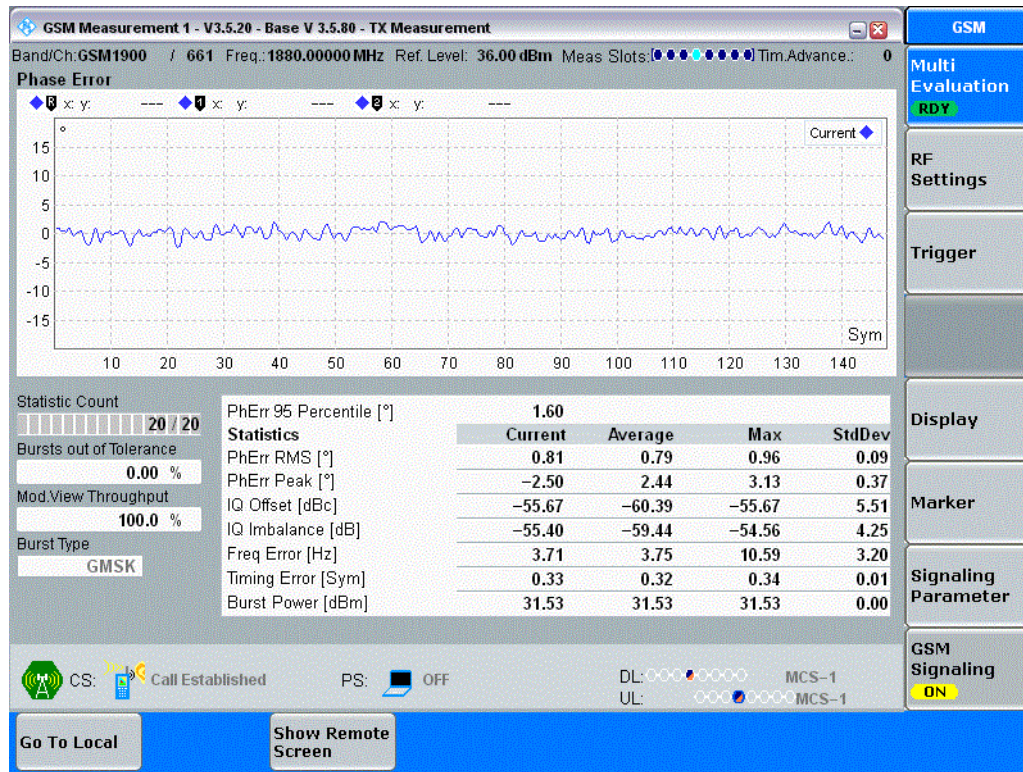 GSM Measurement 1 - V3.5.20 - Base V 3.5.80 - TX Measurement
GSM
Band/Ch:GSM1900 / 661 Freq.:1880.00000 MHz Ref. Level: 36.00 dBm Meas Slots: Tim.Advance.: 0
Phase Error
R x: y: --- 1 x: y: --- 2 x: y: ---
° Current
15
10
5
0
-5
-10
-15
Sym
10 20 30 40 50 60 70 80 90 100 110 120 130 140
Multi
Evaluation
RDY
RF
Settings
Trigger
Display
Marker
Signaling
Parameter
GSM
Signaling
ON
Statistic Count
20 / 20
Bursts out of Tolerance
0.00 %
Mod.View Throughput
100.0 %
Burst Type
GMSK
PhErr 95 Percentile [°] 1.60
Statistics Current Average Max StdDev
PhErr RMS [°] 0.81 0.79 0.96 0.09
PhErr Peak [°] −2.50 2.44 3.13 0.37
IQ Offset [dBc] −55.67 −60.39 −55.67 5.51
IQ Imbalance [dB] −55.40 −59.44 −54.56 4.25
Freq Error [Hz] 3.71 3.75 10.59 3.20
Timing Error [Sym] 0.33 0.32 0.34 0.01
Burst Power [dBm] 31.53 31.53 31.53 0.00
CS: Call Established PS: OFF
DL: MCS−1
UL: MCS−1
Go To Local
Show Remote
Screen